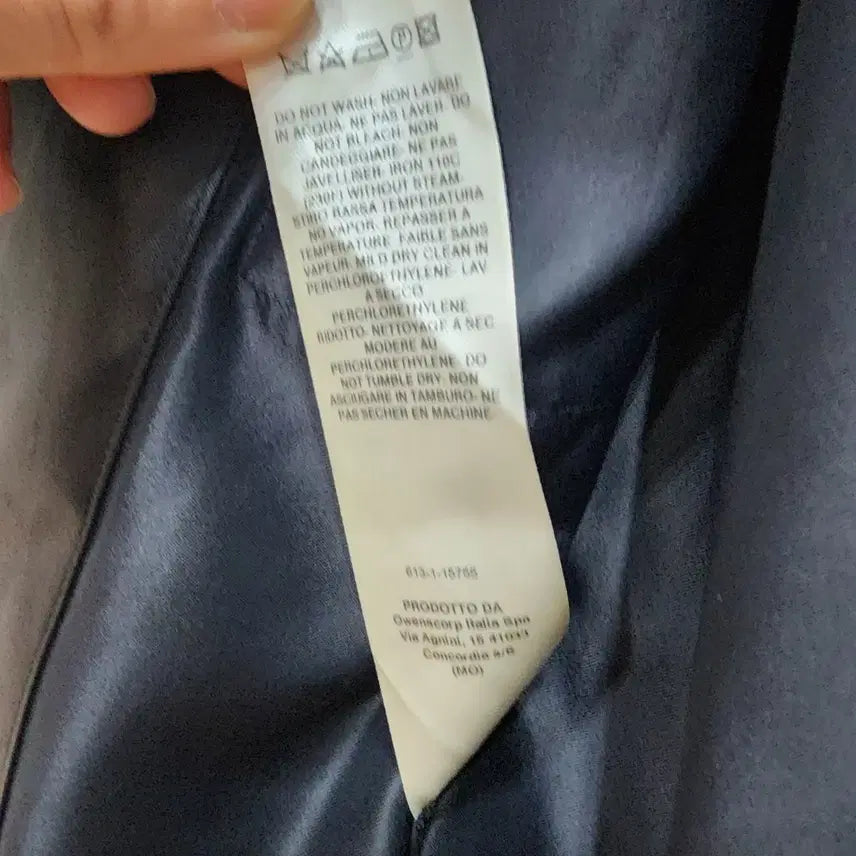 DO NOT WASH- NON LAVARE
IN ACQUA. NE PAS LAVER- DO
NOT BLEACH- NON
CANDEGGIARE- NE PAS
JAVELLISER- IRON 110C
(230F) WITHOUT STEAM-
STIRO BASSA TEMPERATURA
NO VAPOR. REPASSER A
TEMPERATURE FAIBLE SANS
VAPEUR- MILD DRY CLEAN IN
PERCHLOROETHYLENE- LAV
A SECCO
PERCHLORETHYLENE
RIDOTTO- NETTOYAGE A SEC
MODERE AU
PERCHLORETHYLENE- DO
NOT TUMBLE DRY- NON
ASCIUGARE IN TAMBURO- NE
PAS SECHER EN MACHINE
613-1-15755
PRODOTTO DA
Owenscorp Italia Spa
Via Agnini, 15 41033
Concordia s/s
(MO)